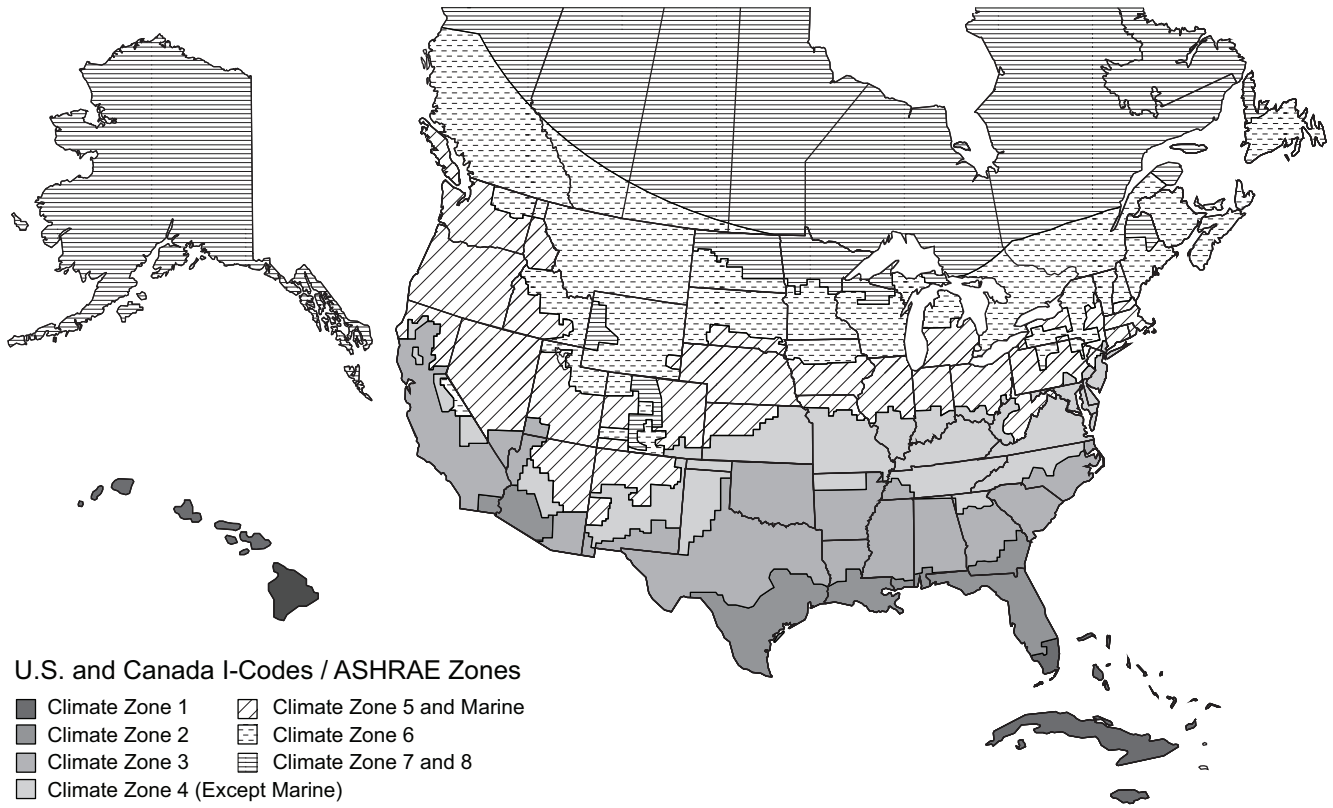 U.S. and Canada I-Codes / ASHRAE Zones
Climate Zone 1
Climate Zone 2
Climate Zone 3
Climate Zone 4 (Except Marine)
Climate Zone 5 and Marine
Climate Zone 6
Climate Zone 7 and 8